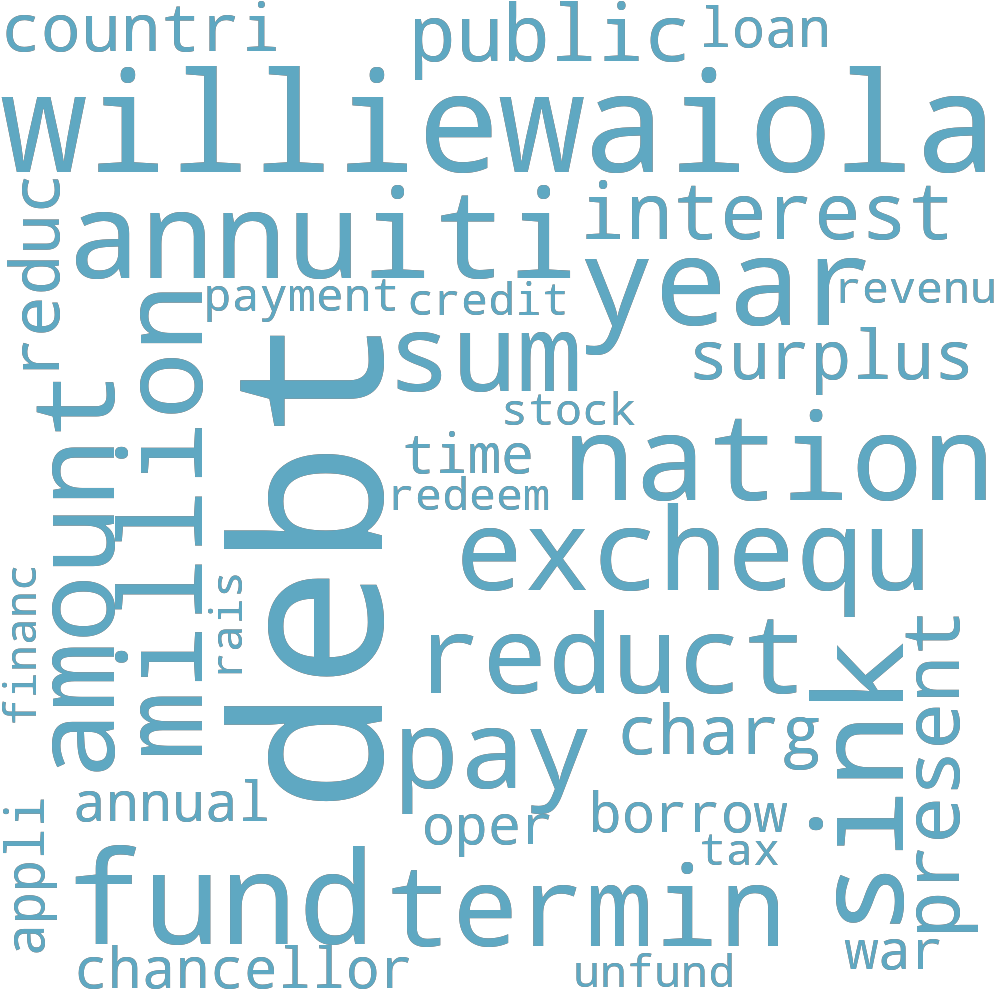 countri
public
loan
williewaiola
reduc
annuiti
interest
year
payment
credit
revenu
million
sum
surplus
debt
amount
stock
nation
time
redeem
exchequ
financ
rais
reduct
sink
present
pay
charg
annual
oper
borrow
tax
appli
fund
termin
war
chancellor
unfund